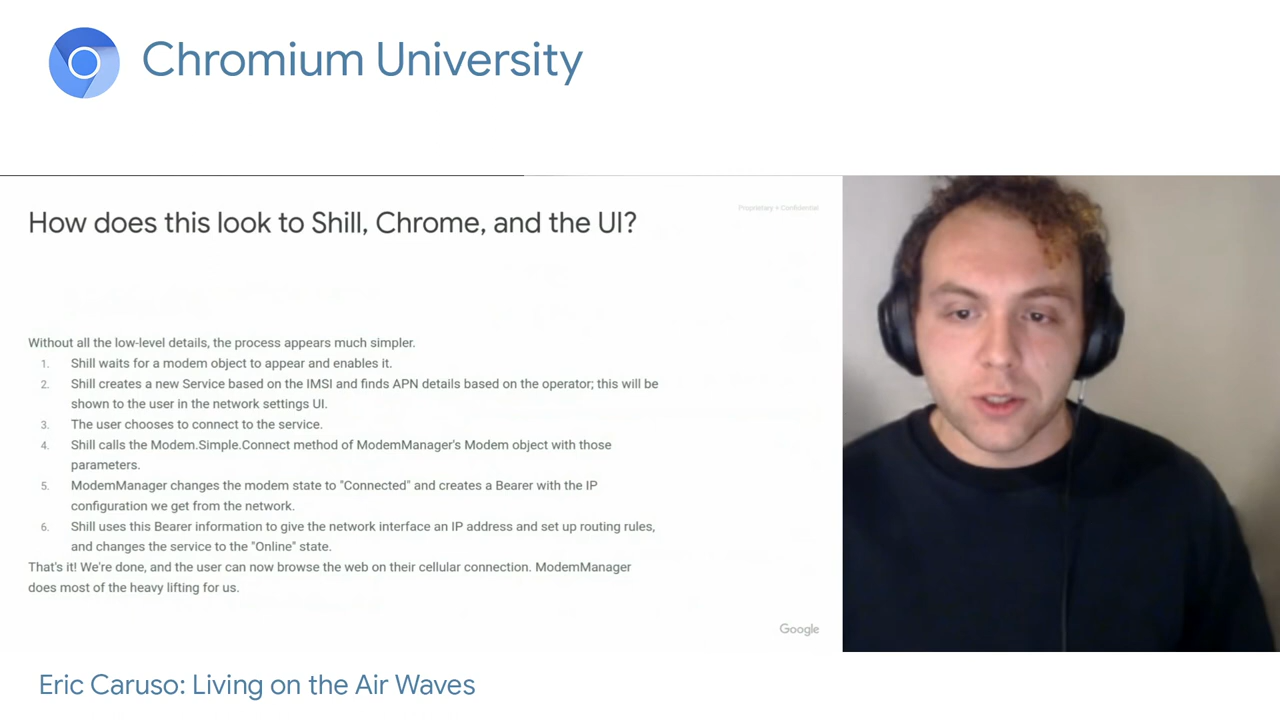 Chromium University
Proprietary + Confidential
How does this look to Shill, Chrome, and the UI?
Without all the low-level details, the process appears much simpler.
1. Shill waits for a modem object to appear and enables it.
2. Shill creates a new Service based on the IMSI and finds APN details based on the operator; this will be
shown to the user in the network settings UI.
3. The user chooses to connect to the service.
4. Shill calls the Modem.Simple.Connect method of ModemManager's Modem object with those
parameters.
5. ModemManager changes the modem state to "Connected" and creates a Bearer with the IP
configuration we get from the network.
6. Shill uses this Bearer information to give the network interface an IP address and set up routing rules,
and changes the service to the "Online" state.
That's it! We're done, and the user can now browse the web on their cellular connection. ModemManager
does most of the heavy lifting for us.
Google
Eric Caruso: Living on the Air Waves